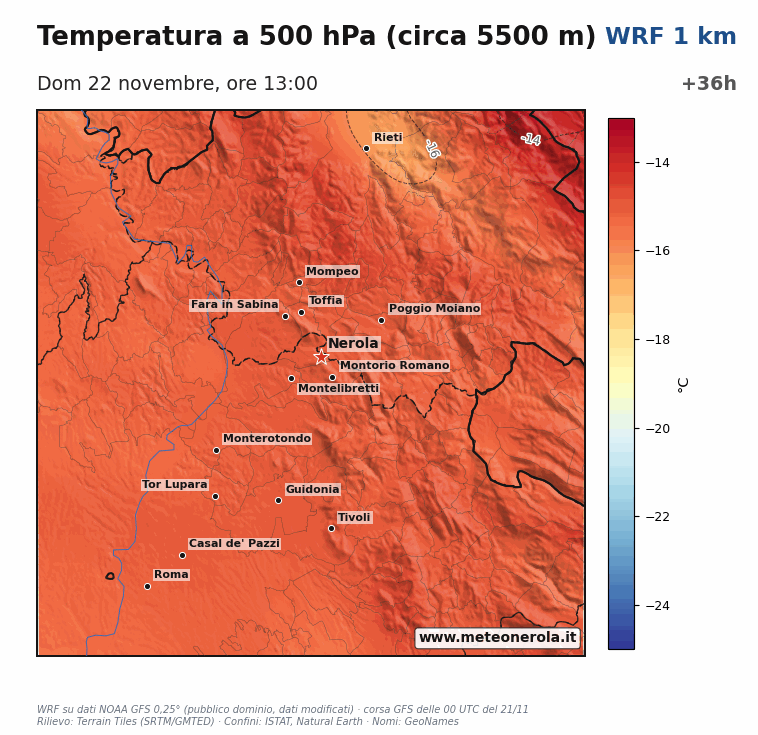 Temperatura a 500 hPa (circa 5500 m) WRF 1 km
Dom 22 novembre, ore 13:00 +36h
Rieti
-16
-14
Mompeo
Fara in Sabina
Toffia
Poggio Moiano
Nerola
Montorio Romano
Montelibretti
Monterotondo
Tor Lupara
Guidonia
Tivoli
Casal de' Pazzi
Roma
www.meteonerola.it
−14
−16
−18
−20
−22
−24
°C
WRF su dati NOAA GFS 0,25° (pubblico dominio, dati modificati) · corsa GFS delle 00 UTC del 21/11
Rilievo: Terrain Tiles (SRTM/GMTED) · Confini: ISTAT, Natural Earth · Nomi: GeoNames